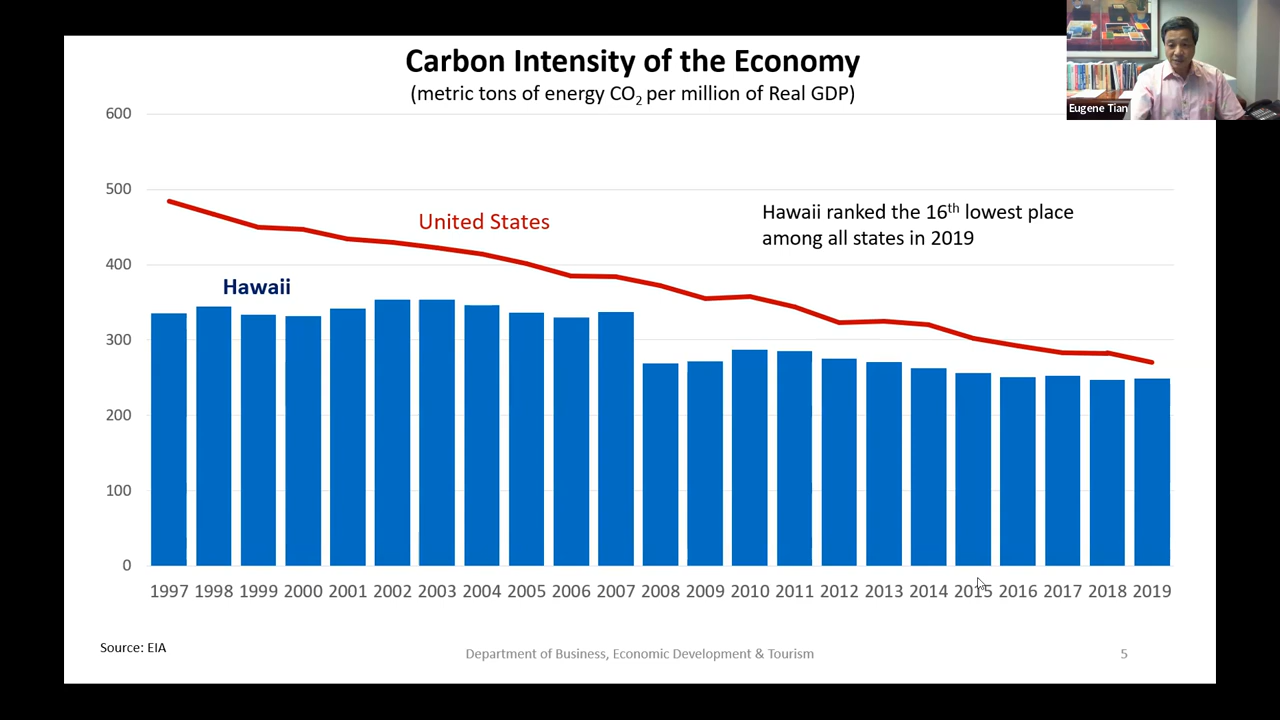 Carbon Intensity of the Economy
(metric tons of energy CO₂ per million of Real GDP)
Eugene Tian
600
500
400
300
200
100
0
United States
Hawaii
Hawaii ranked the 16th lowest place
among all states in 2019
1997 1998 1999 2000 2001 2002 2003 2004 2005 2006 2007 2008 2009 2010 2011 2012 2013 2014 2015 2016 2017 2018 2019
Source: EIA
Department of Business, Economic Development & Tourism
5